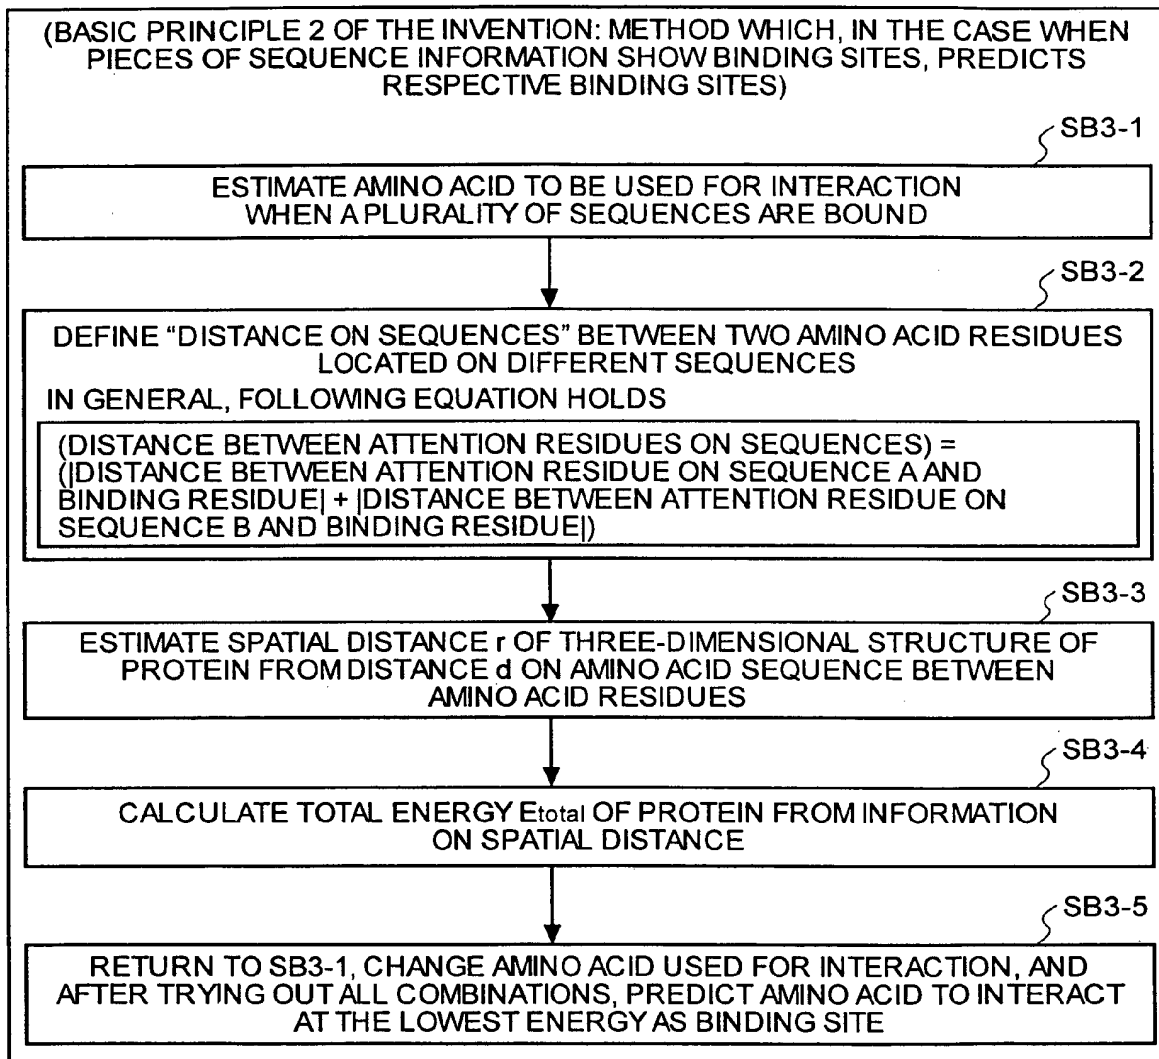 (BASIC PRINCIPLE 2 OF THE INVENTION: METHOD WHICH, IN THE CASE WHEN
PIECES OF SEQUENCE INFORMATION SHOW BINDING SITES, PREDICTS
RESPECTIVE BINDING SITES)
SB3-1
ESTIMATE AMINO ACID TO BE USED FOR INTERACTION
WHEN A PLURALITY OF SEQUENCES ARE BOUND
SB3-2
DEFINE “DISTANCE ON SEQUENCES” BETWEEN TWO AMINO ACID RESIDUES
LOCATED ON DIFFERENT SEQUENCES
IN GENERAL, FOLLOWING EQUATION HOLDS
(DISTANCE BETWEEN ATTENTION RESIDUES ON SEQUENCES) =
(|DISTANCE BETWEEN ATTENTION RESIDUE ON SEQUENCE A AND
BINDING RESIDUE| + |DISTANCE BETWEEN ATTENTION RESIDUE ON
SEQUENCE B AND BINDING RESIDUE|)
SB3-3
ESTIMATE SPATIAL DISTANCE r OF THREE-DIMENSIONAL STRUCTURE OF
PROTEIN FROM DISTANCE d ON AMINO ACID SEQUENCE BETWEEN
AMINO ACID RESIDUES
SB3-4
CALCULATE TOTAL ENERGY Etotal OF PROTEIN FROM INFORMATION
ON SPATIAL DISTANCE
SB3-5
RETURN TO SB3-1, CHANGE AMINO ACID USED FOR INTERACTION, AND
AFTER TRYING OUT ALL COMBINATIONS, PREDICT AMINO ACID TO INTERACT
AT THE LOWEST ENERGY AS BINDING SITE